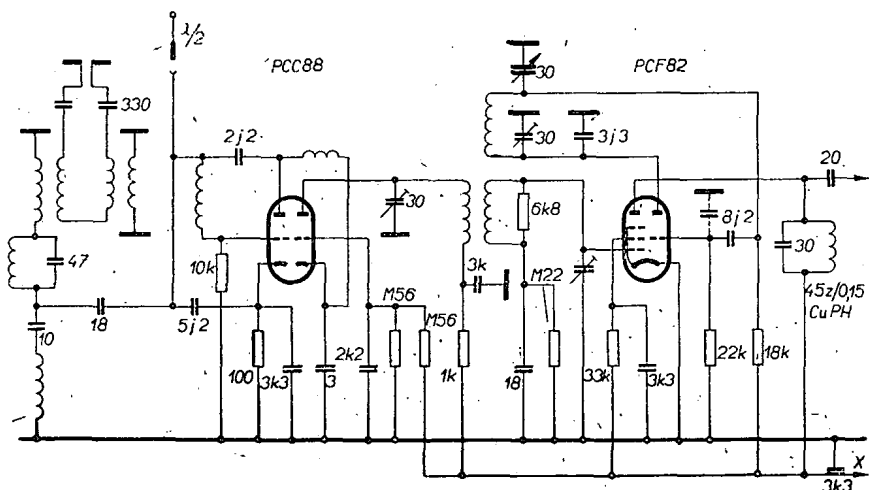 λ/2
PCC88
PCF82
330
30
2j2
30
3j3
20
30
6k8
8j2
47
10k
3k
M22
30
18
5j2
M56
M56
45z/0,15
CuPH
10
100
3k3
3
2k2
1k
18
33k
3k3
22k
18k
X
3k3